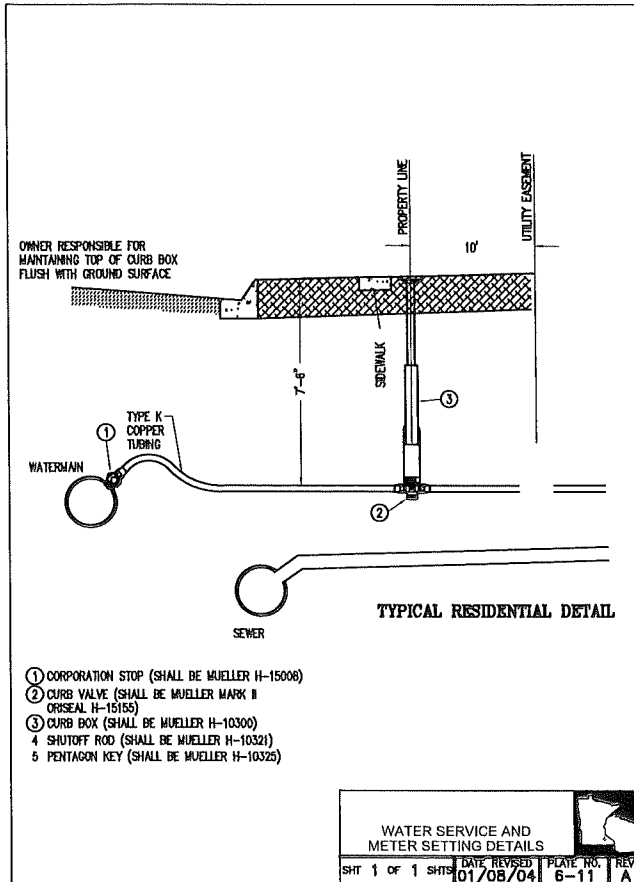 PROPERTY LINE
UTILITY EASEMENT
10'
OWNER RESPONSIBLE FOR
MAINTAINING TOP OF CURB BOX
FLUSH WITH GROUND SURFACE
SIDEWALK
7'-6"
3
TYPE K
COPPER
TUBING
1
WATERMAIN
2
TYPICAL RESIDENTIAL DETAIL
SEWER
1 CORPORATION STOP (SHALL BE MUELLER H-15008)
2 CURB VALVE (SHALL BE MUELLER MARK II
ORISEAL H-15155)
3 CURB BOX (SHALL BE MUELLER H-10300)
4 SHUTOFF ROD (SHALL BE MUELLER H-10321)
5 PENTAGON KEY (SHALL BE MUELLER H-10325)
WATER SERVICE AND
METER SETTING DETAILS
SHT 1 OF 1 SHTS
DATE REVISED
01/08/04
PLATE NO.
6-11
REV
A